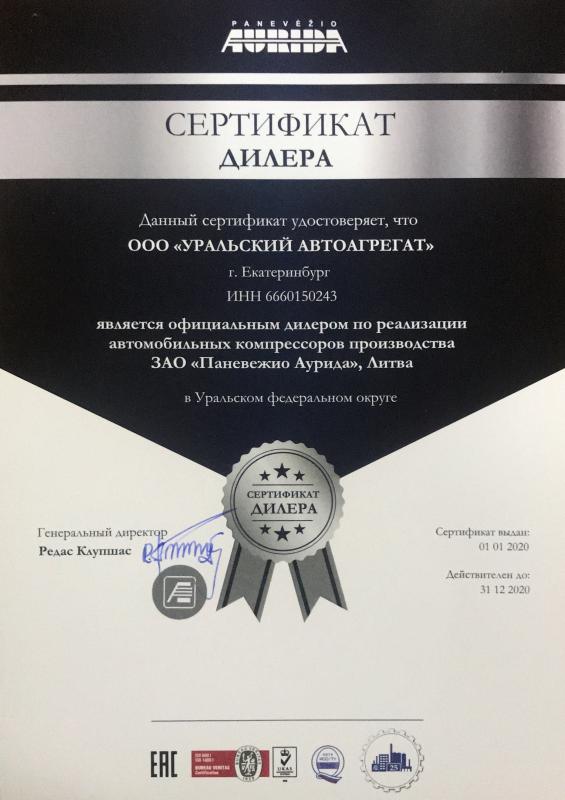 PANEVĖŽIO
AURIDA
СЕРТИФИКАТ
ДИЛЕРА
Данный сертификат удостоверяет, что
ООО «УРАЛЬСКИЙ АВТОАГРЕГАТ»
г. Екатеринбург
ИНН 6660150243
является официальным дилером по реализации
автомобильных компрессоров производства
ЗАО «Паневежио Аурида», Литва
в Уральском федеральном округе
СЕРТИФИКАТ
ДИЛЕРА
Генеральный директор
Редас Клупшас
Сертификат выдан:
01 01 2020
Действителен до:
31 12 2020
EAC
ISO 9001
ISO 14001
BUREAU VERITAS
Certification
UKAS
25